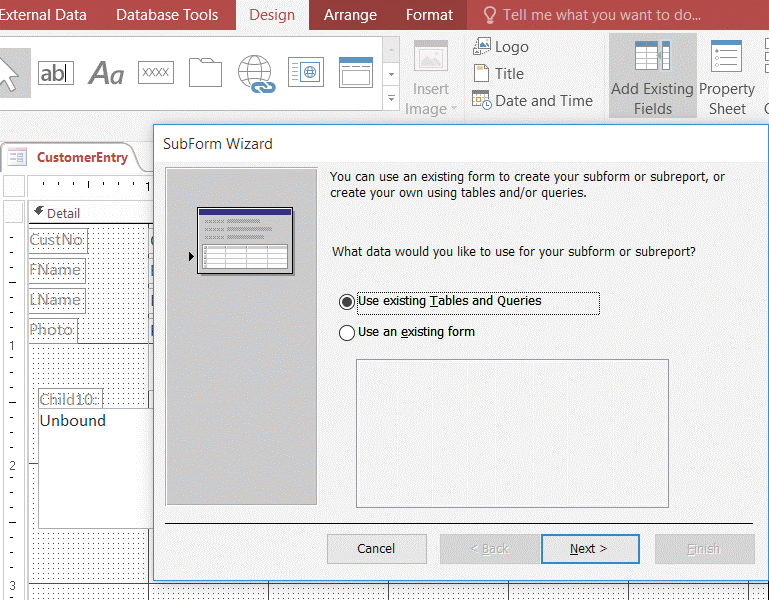 External Data Database Tools Design Arrange Format Tell me what you want to do...
ab Aa xxxx
Insert Image
Logo
Title
Date and Time
Add Existing Fields
Property Sheet
CustomerEntry
1
Detail
CustNo
FName
LName
Photo
1
Child10:
Unbound
2
3
SubForm Wizard
You can use an existing form to create your subform or subreport, or
create your own using tables and/or queries.
What data would you like to use for your subform or subreport?
Use existing Tables and Queries
Use an existing form
Cancel < Back Next > Finish